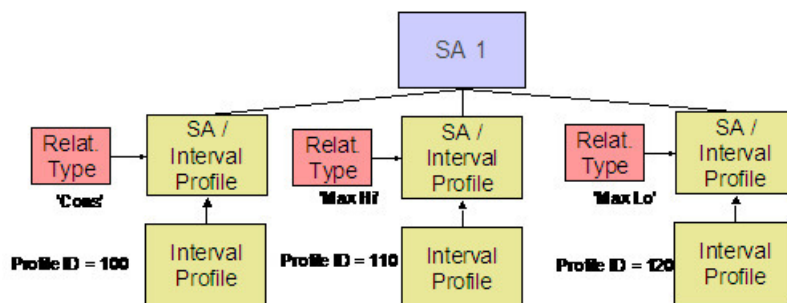 SA 1
Relat.
Type
'Cons'
SA /
Interval
Profile
Relat.
Type
'Max Hi'
SA /
Interval
Profile
Relat.
Type
'Max Lo'
SA /
Interval
Profile
Profile ID = 100
Interval
Profile
Profile ID = 110
Interval
Profile
Profile ID = 120
Interval
Profile